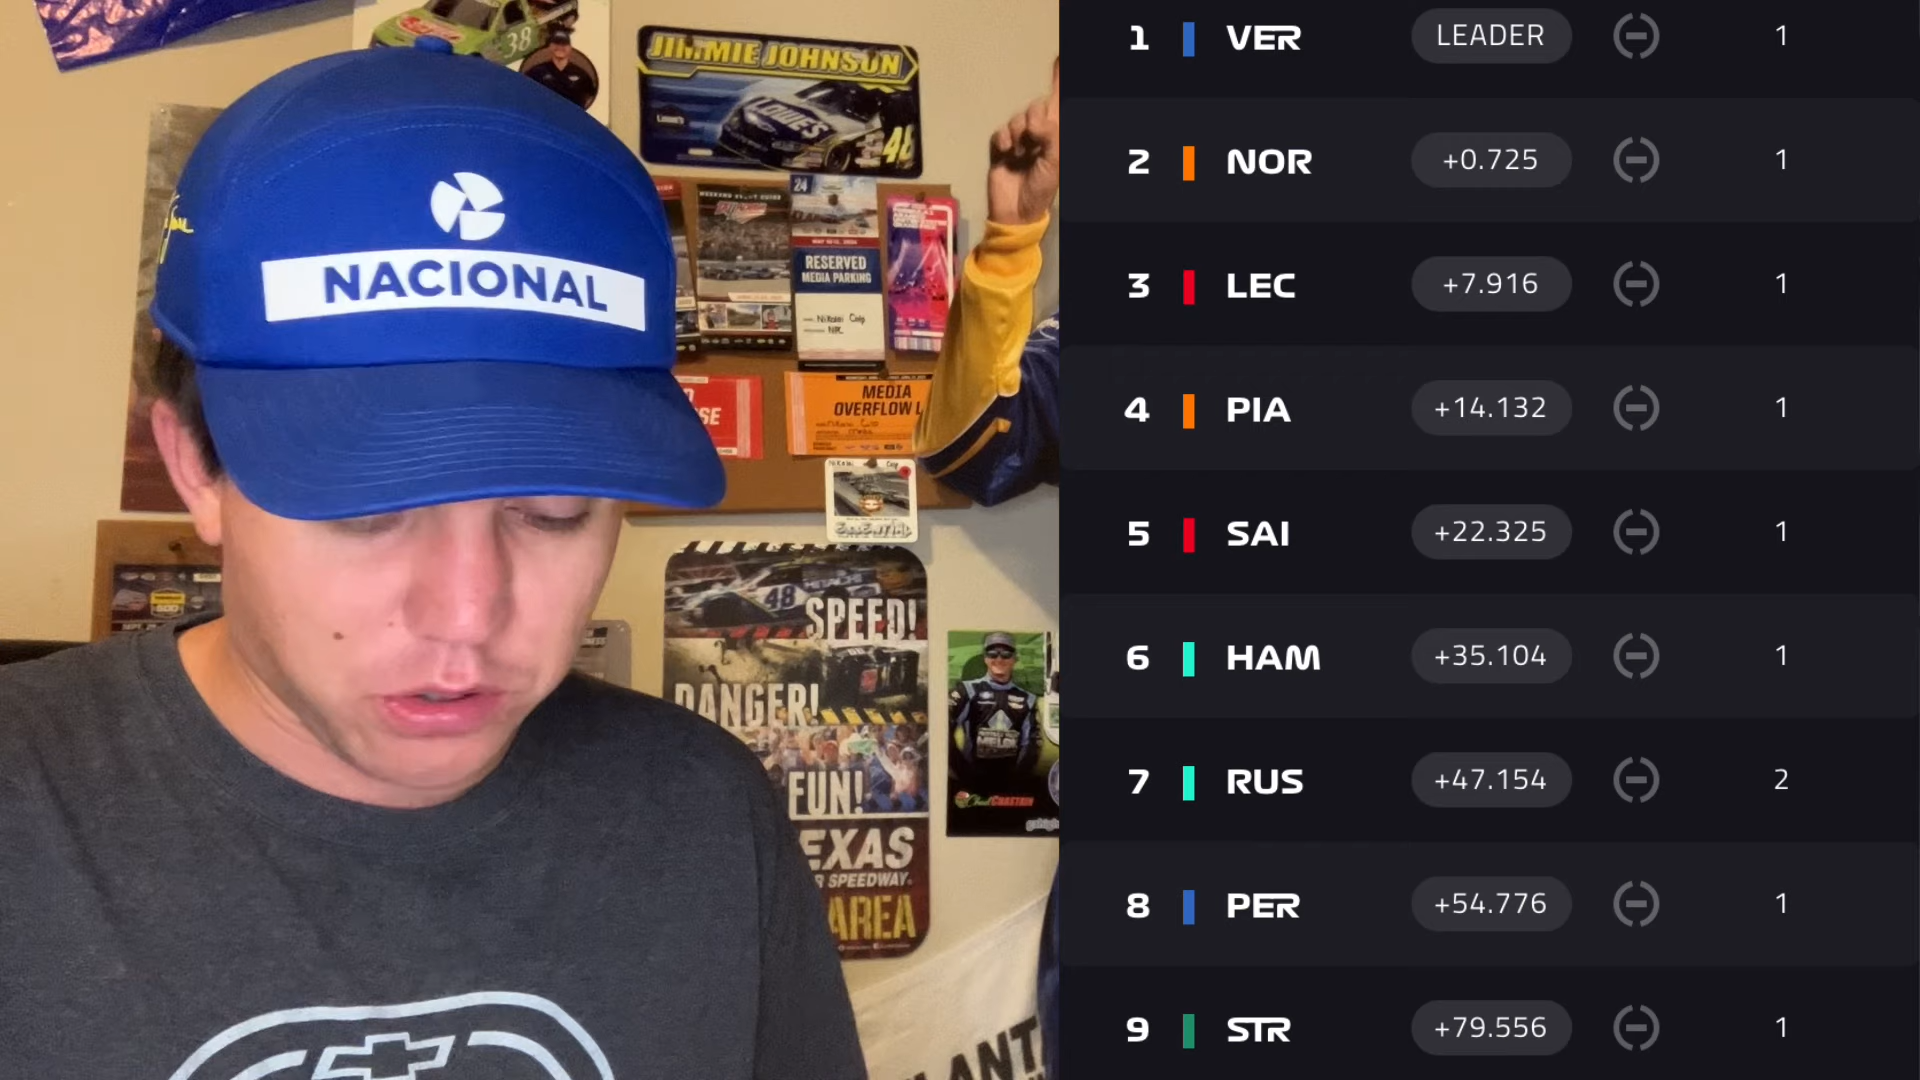 NACIONAL
38
JIMMIE JOHNSON
LOWE'S
48
24
RESERVED
MEDIA PARKING
MEDIA
OVERFLOW L
48
SPEED!
DANGER!
FUN!
EXAS
R SPEEDWAY
AREA
1 VER LEADER 1
2 NOR +0.725 1
3 LEC +7.916 1
4 PIA +14.132 1
5 SAI +22.325 1
6 HAM +35.104 1
7 RUS +47.154 2
8 PER +54.776 1
9 STR +79.556 1